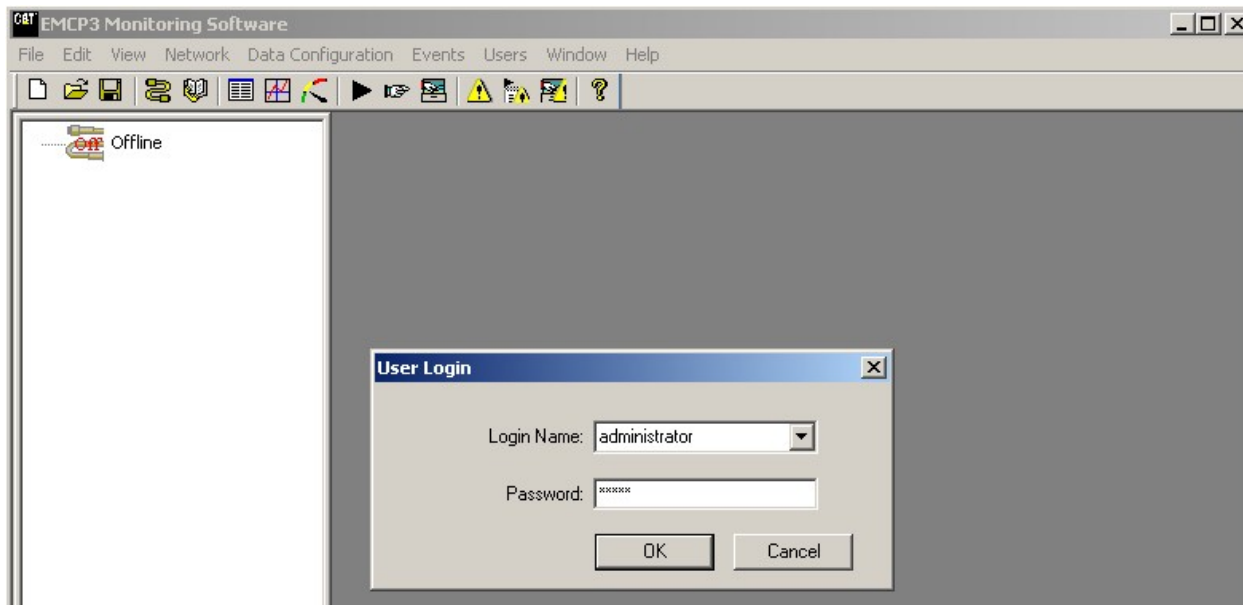 CAT EMCP3 Monitoring Software
File Edit View Network Data Configuration Events Users Window Help
Off Offline
User Login
Login Name: administrator
Password: *****
OK Cancel